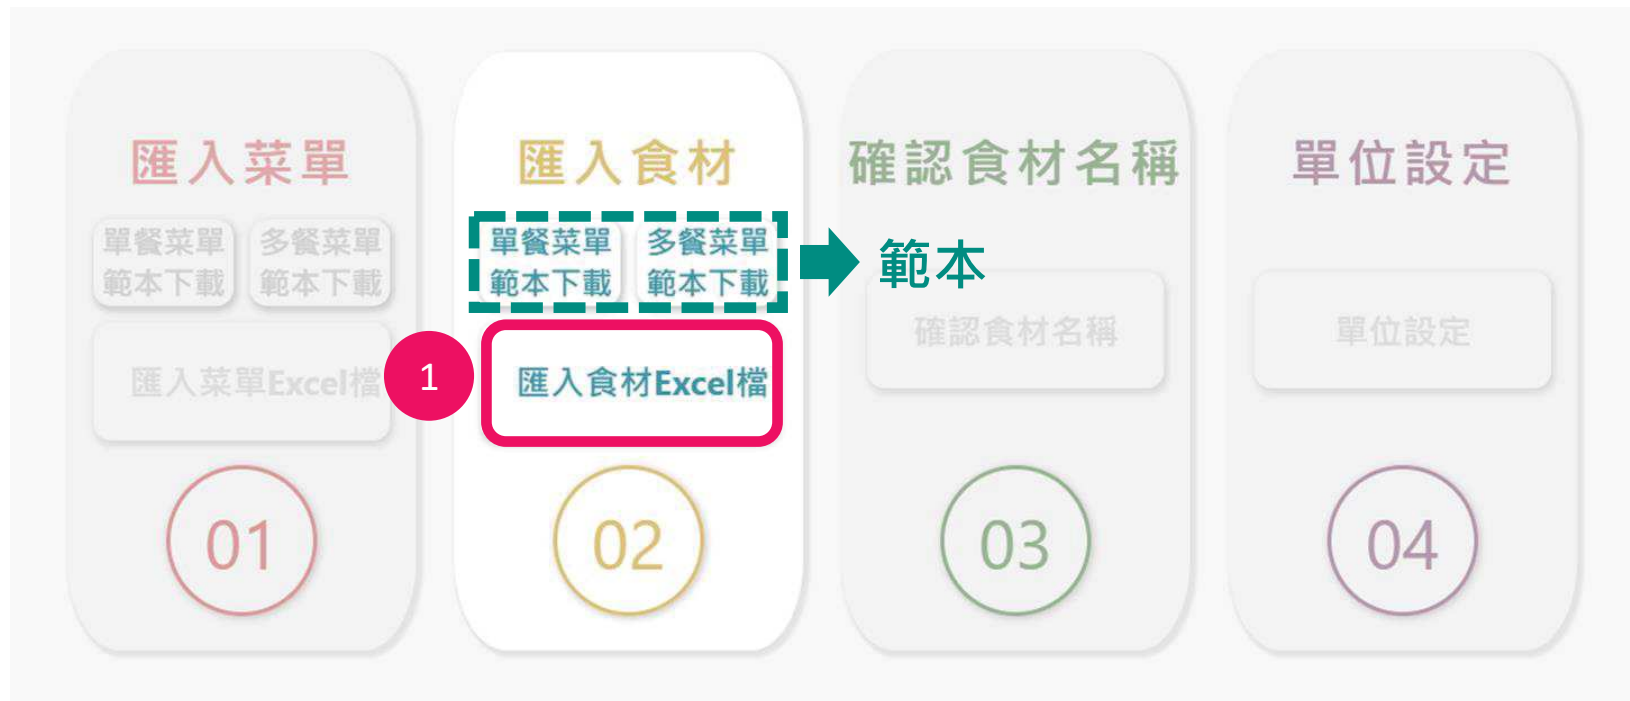 匯入菜單
單餐菜單
範本下載
多餐菜單
範本下載
匯入菜單Excel檔
01
匯入食材
單餐菜單
範本下載
多餐菜單
範本下載
範本
1
匯入食材Excel檔
02
確認食材名稱
確認食材名稱
03
單位設定
單位設定
04